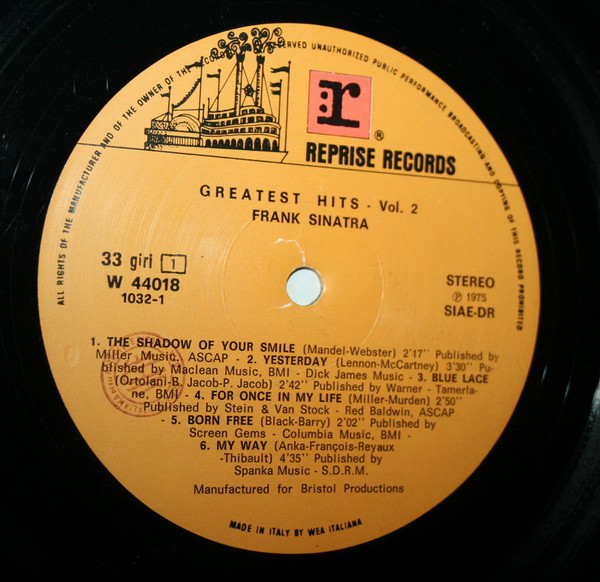 ALL RIGHTS OF THE MANUFACTURER AND OF THE OWNER OF THE RECORDED RESERVED UNAUTHORIZED PUBLIC PERFORMANCE BROADCASTING AND COPYING OF THIS RECORD PROHIBITED
r
®
REPRISE RECORDS
GREATEST HITS - Vol. 2
FRANK SINATRA
33 giri 1
W 44018
1032-1
STEREO
℗ 1975
SIAE-DR
1. THE SHADOW OF YOUR SMILE (Mandel-Webster) 2'17'' Published by
Miller Music, ASCAP - 2. YESTERDAY (Lennon-McCartney) 3'30'' Pu-
blished by Maclean Music, BMI - Dick James Music - 3. BLUE LACE
(Ortolani-B. Jacob-P. Jacob) 2'42'' Published by Warner - Tamerla-
ne, BMI - 4. FOR ONCE IN MY LIFE (Miller-Murden) 2'50''
Published by Stein & Van Stock - Red Baldwin, ASCAP
- 5. BORN FREE (Black-Barry) 2'02'' Published by
Screen Gems - Columbia Music, BMI -
6. MY WAY (Anka-François-Reyaux
-Thibault) 4'35'' Published by
Spanka Music - S.D.R.M.
Manufactured for Bristol Productions
MADE IN ITALY BY WEA ITALIANA